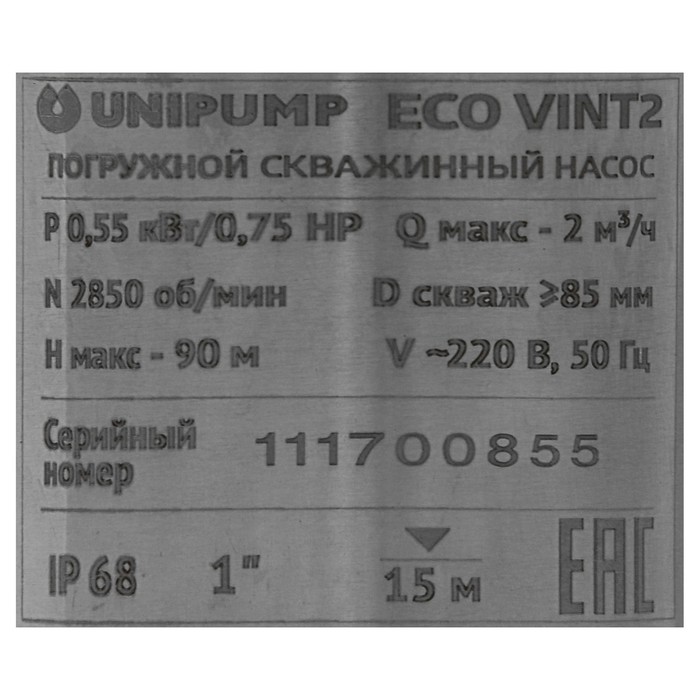 UNIPUMP ECO VINT2
ПОГРУЖНОЙ СКВАЖИННЫЙ НАСОС
P 0,55 кВт/0,75 HP Q макс - 2 м³/ч
N 2850 об/мин D скваж ⩾85 мм
H макс - 90 м V ~220 В, 50 Гц
Серийный
номер 111700855
IP 68 1" 15 м EAC